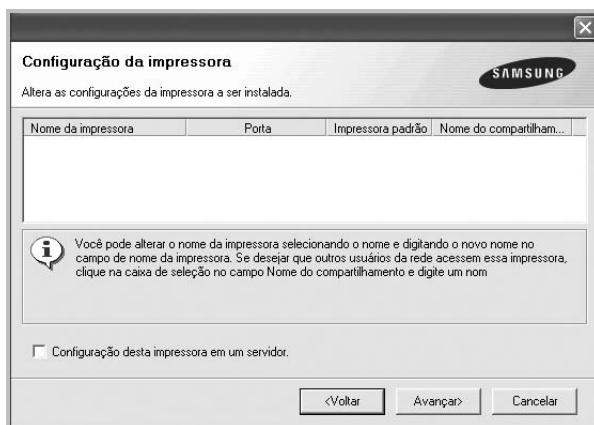 Configuração da impressora
SAMSUNG
Altera as configurações da impressora a ser instalada.
Nome da impressora Porta Impressora padrão Nome do compartilham...
Você pode alterar o nome da impressora selecionando o nome e digitando o novo nome no
campo de nome da impressora. Se desejar que outros usuários da rede acessem essa impressora,
clique na caixa de seleção no campo Nome do compartilhamento e digite um nome
Configuração desta impressora em um servidor.
<Voltar Avançar> Cancelar